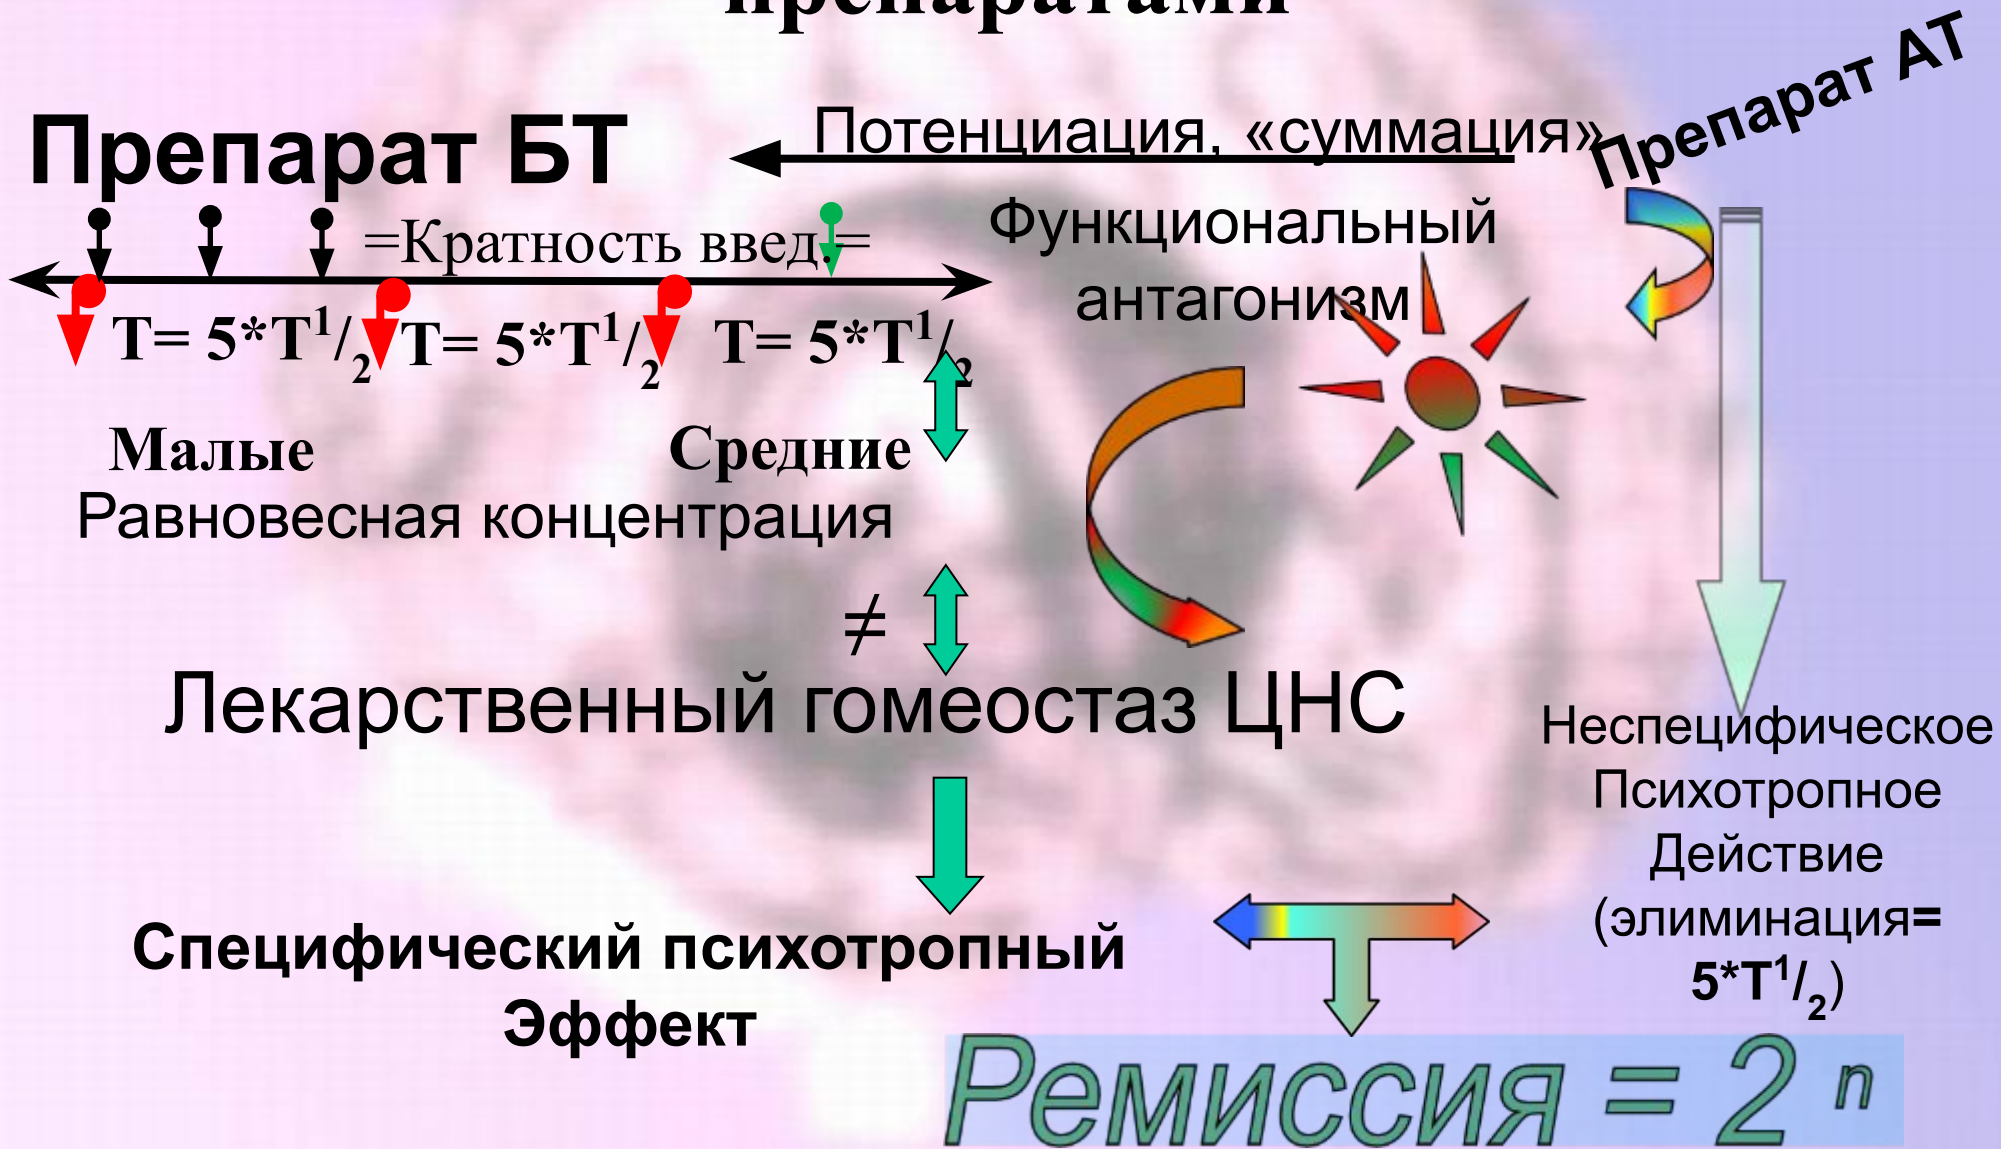 препаратами
Препарат АТ
Препарат БТ
Потенциация, «суммация»
=Кратность введ.=
Функциональный
антагонизм
T= 5*T¹/₂ T= 5*T¹/₂ T= 5*T¹/₂
Малые Средние
Равновесная концентрация
≠
Лекарственный гомеостаз ЦНС
Неспецифическое
Психотропное
Действие
(элиминация=
5*T¹/₂)
Специфический психотропный
Эффект
Ремиссия = 2 ⁿ